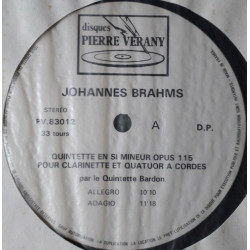 disques
PIERRE VERANY
JOHANNES BRAHMS
STEREO
PV.83012
33 tours
A
D.P.
QUINTETTE EN SI MINEUR OPUS 115
POUR CLARINETTE ET QUATUOR A CORDES
par le Quintette Bardon.
ALLEGRO 10'10
ADAGIO 11'18